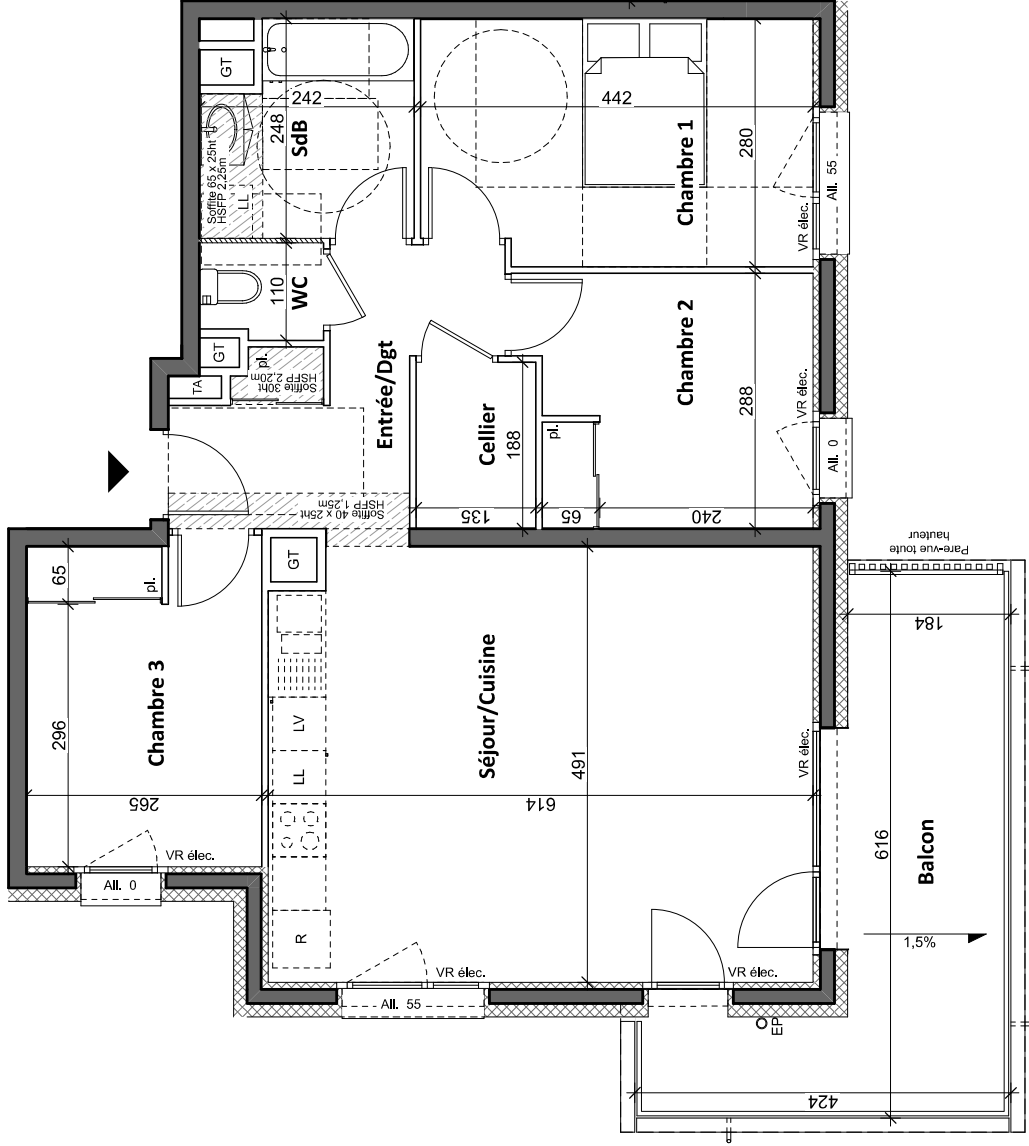 GT
Soffite 65 x 25ht
HSFP 2,25m
LL
242
248
SdB
442
280
Chambre 1
VR élec.
All. 55
WC
110
GT
TA
pl.
Soffite 30ht
HSFP 2,20m
Entrée/Dgt
Cellier
188
135
Chambre 2
288
pl.
65
240
VR élec.
All. 0
Soffite 40 x 25ht
HSFP 1,25m
65
pl.
296
Chambre 3
265
VR élec.
All. 0
GT
LV
LL
R
Séjour/Cuisine
491
614
VR élec.
VR élec.
All. 55
VR élec.
EP
Pare-vue toute
hauteur
184
616
Balcon
1,5%
424